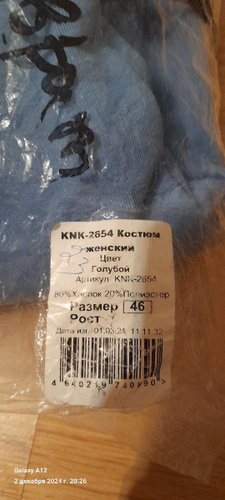 KNK-2854 Костюм
женский
Цвет
Голубой
Артикул KNK-2854
80%Хлопок 20%Полиэстер
Размер 46
Рост
Дата изг. 01.03.24 11.11.32
Galaxy A12
2 декабря 2024 г. 20:26